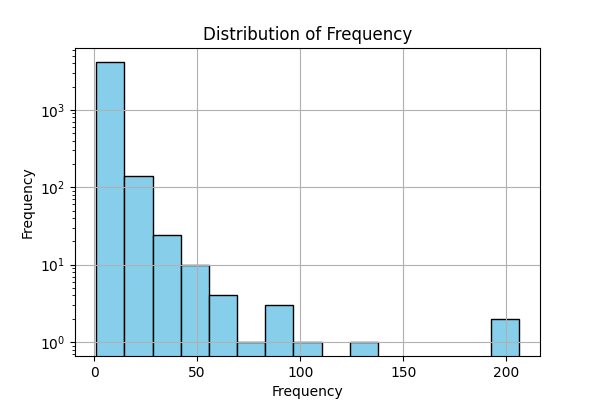 Distribution of Frequency
Frequency
10³
10²
10¹
10⁰
0 50 100 150 200
Frequency